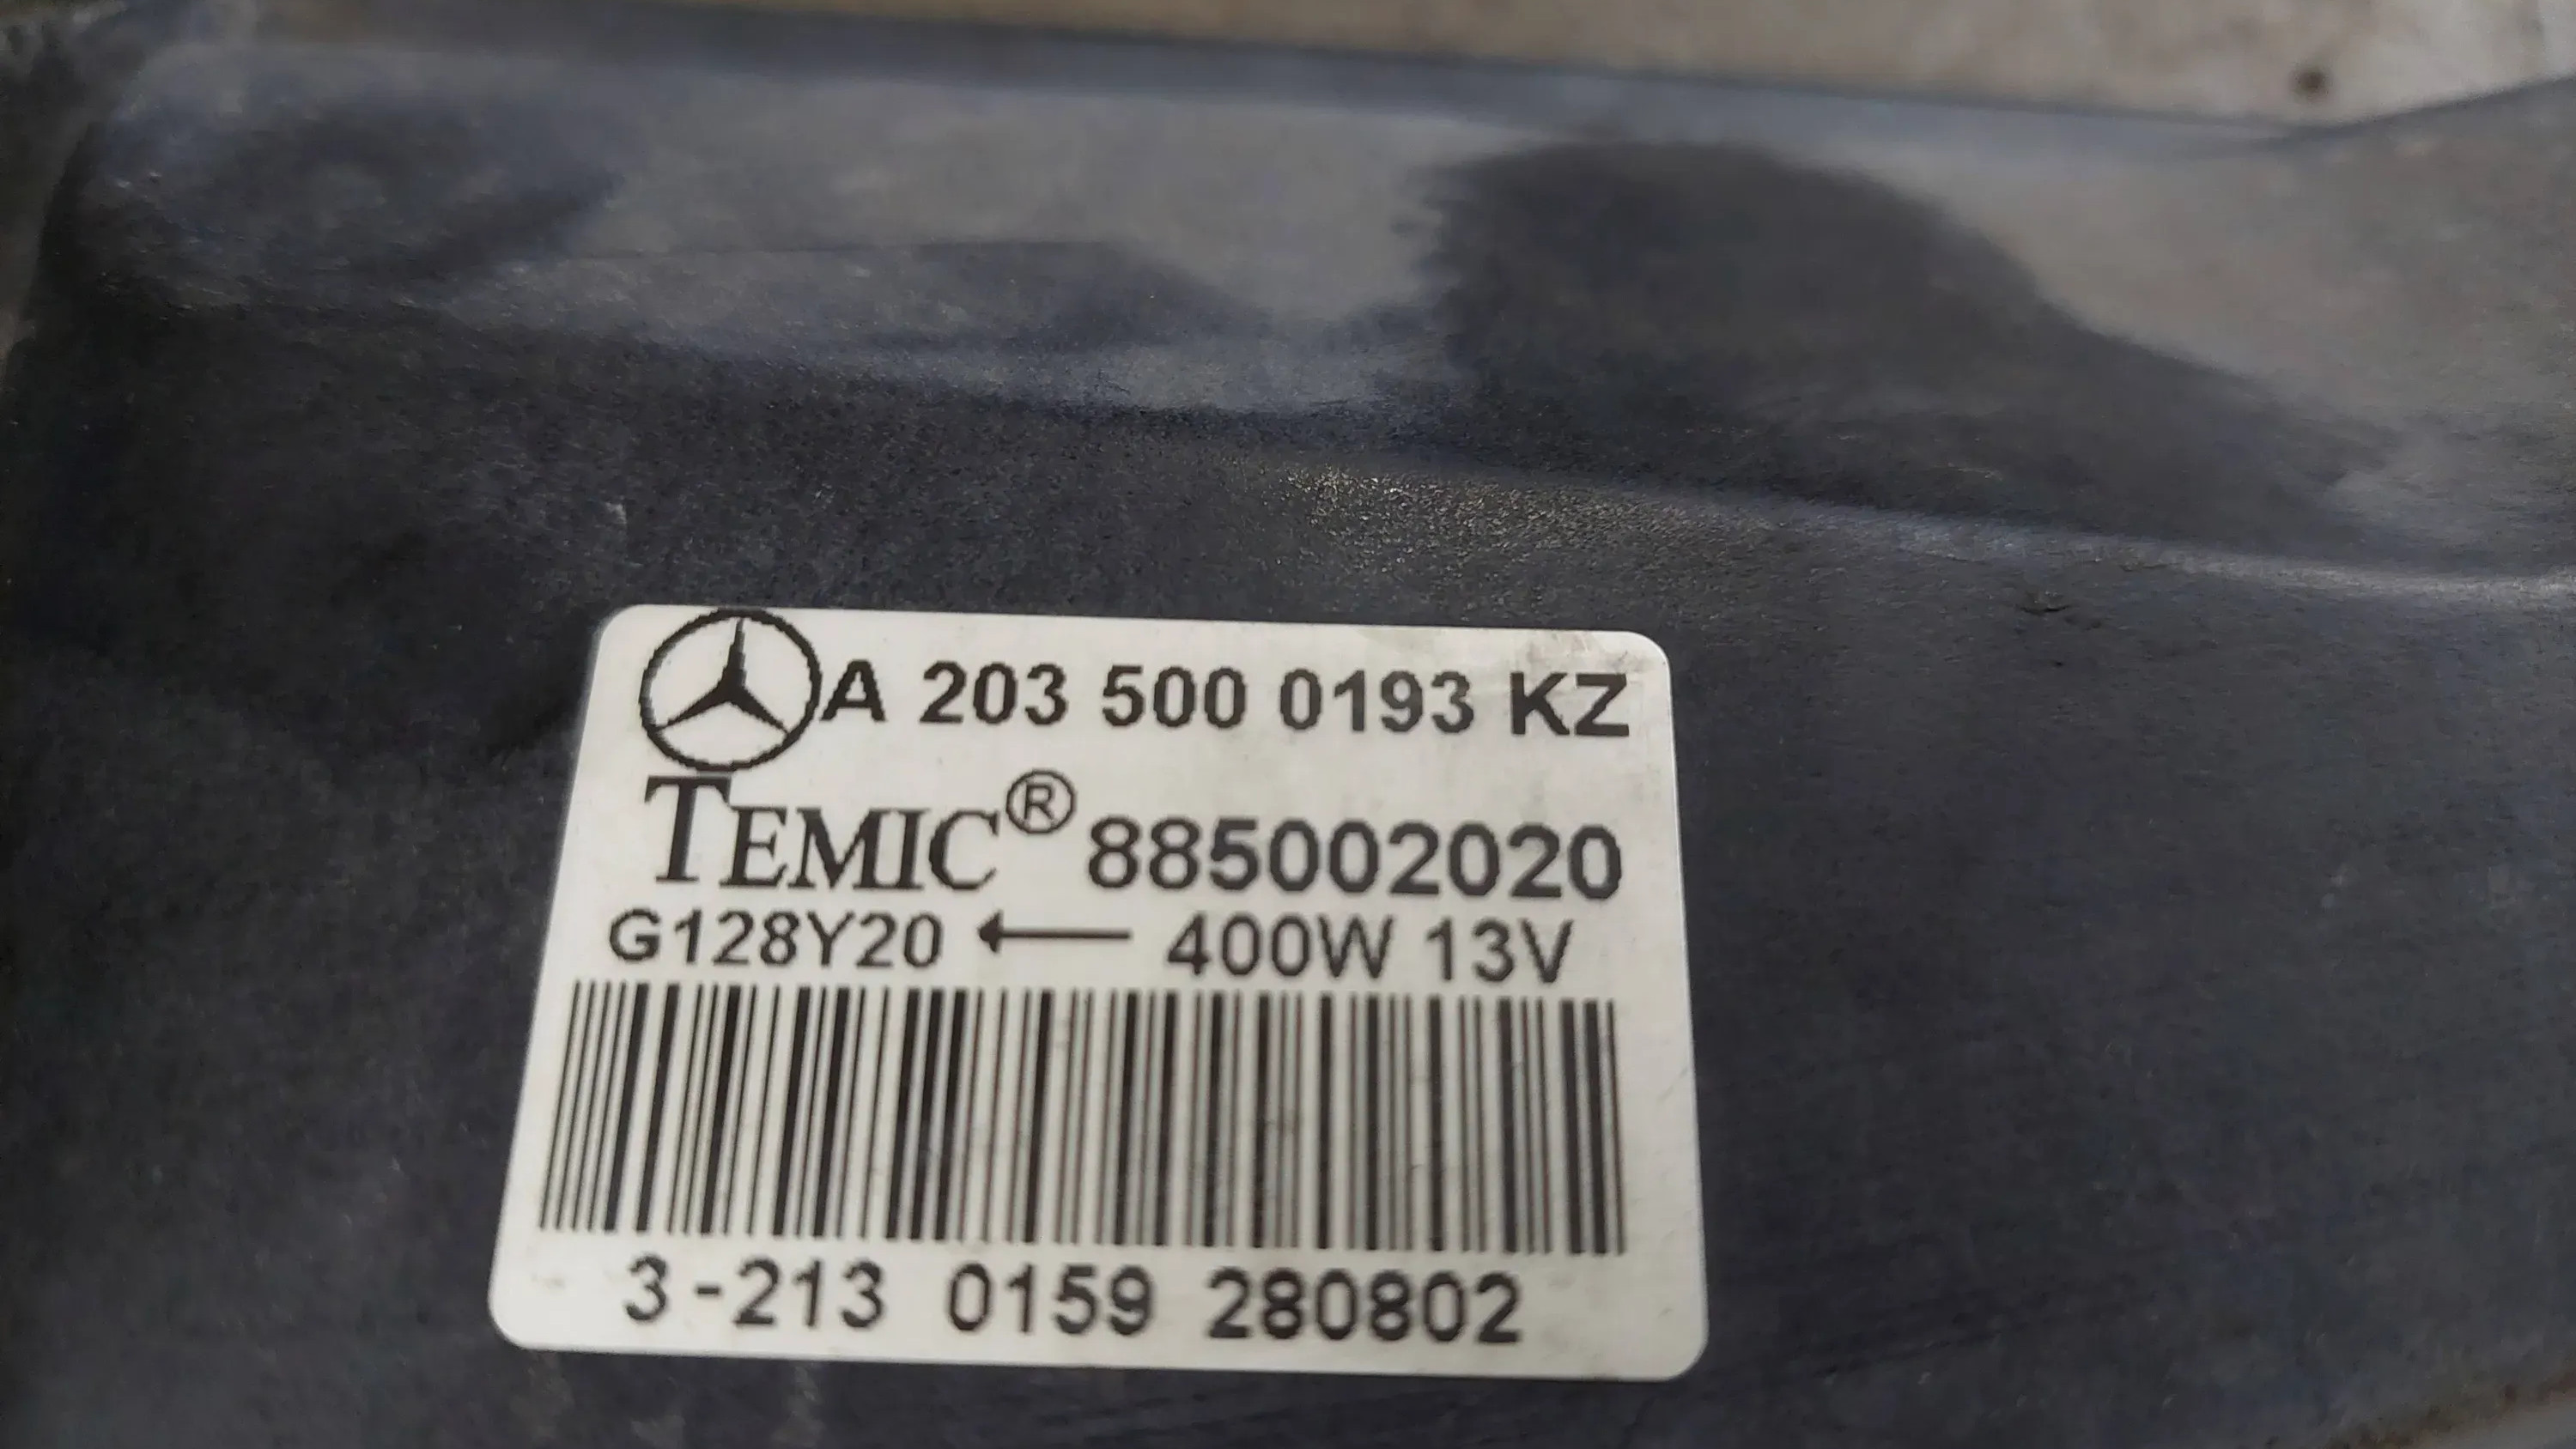 A 203 500 0193 KZ
TEMIC® 885002020
G128Y20 ← 400W 13V
3-213 0159 280802